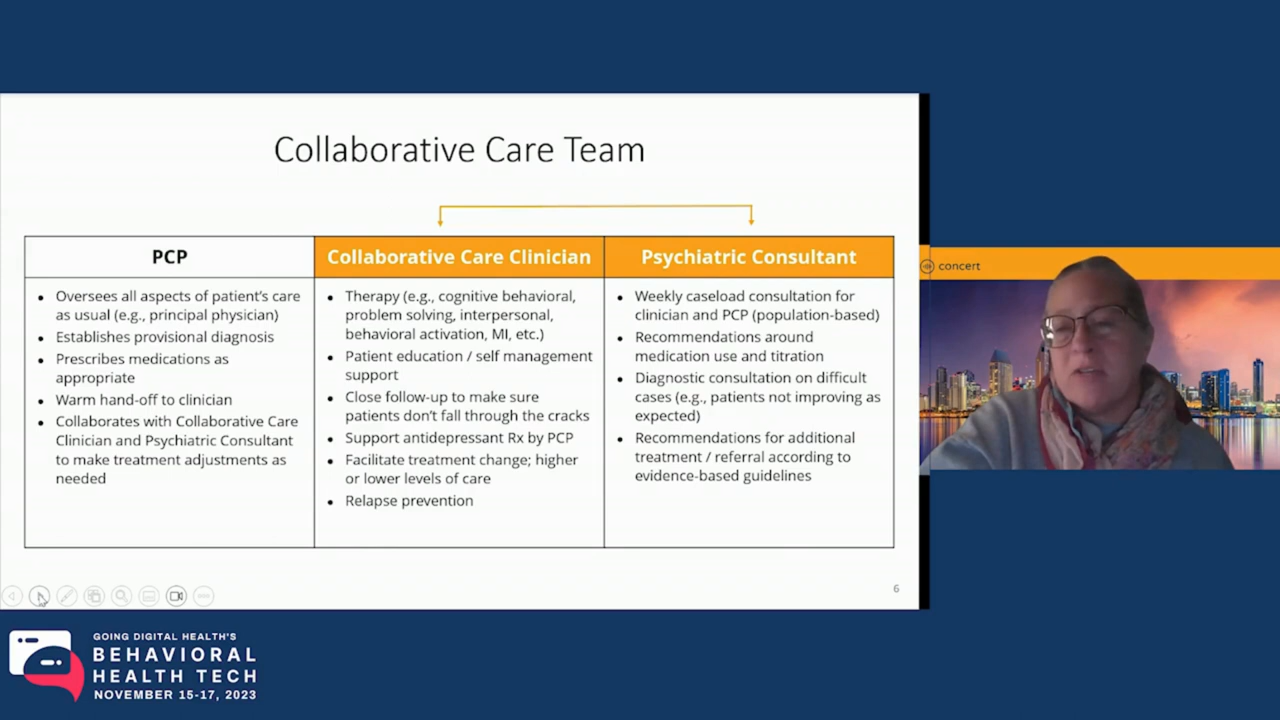 Collaborative Care Team
PCP
Collaborative Care Clinician
Psychiatric Consultant
• Oversees all aspects of patient's care
as usual (e.g., principal physician)
• Establishes provisional diagnosis
• Prescribes medications as
appropriate
• Warm hand-off to clinician
• Collaborates with Collaborative Care
Clinician and Psychiatric Consultant
to make treatment adjustments as
needed
• Therapy (e.g., cognitive behavioral,
problem solving, interpersonal,
behavioral activation, MI, etc.)
• Patient education / self management
support
• Close follow-up to make sure
patients don't fall through the cracks
• Support antidepressant Rx by PCP
• Facilitate treatment change; higher
or lower levels of care
• Relapse prevention
• Weekly caseload consultation for
clinician and PCP (population-based)
• Recommendations around
medication use and titration
• Diagnostic consultation on difficult
cases (e.g., patients not improving as
expected)
• Recommendations for additional
treatment / referral according to
evidence-based guidelines
6
concert
GOING DIGITAL HEALTH'S
BEHAVIORAL
HEALTH TECH
NOVEMBER 15-17, 2023